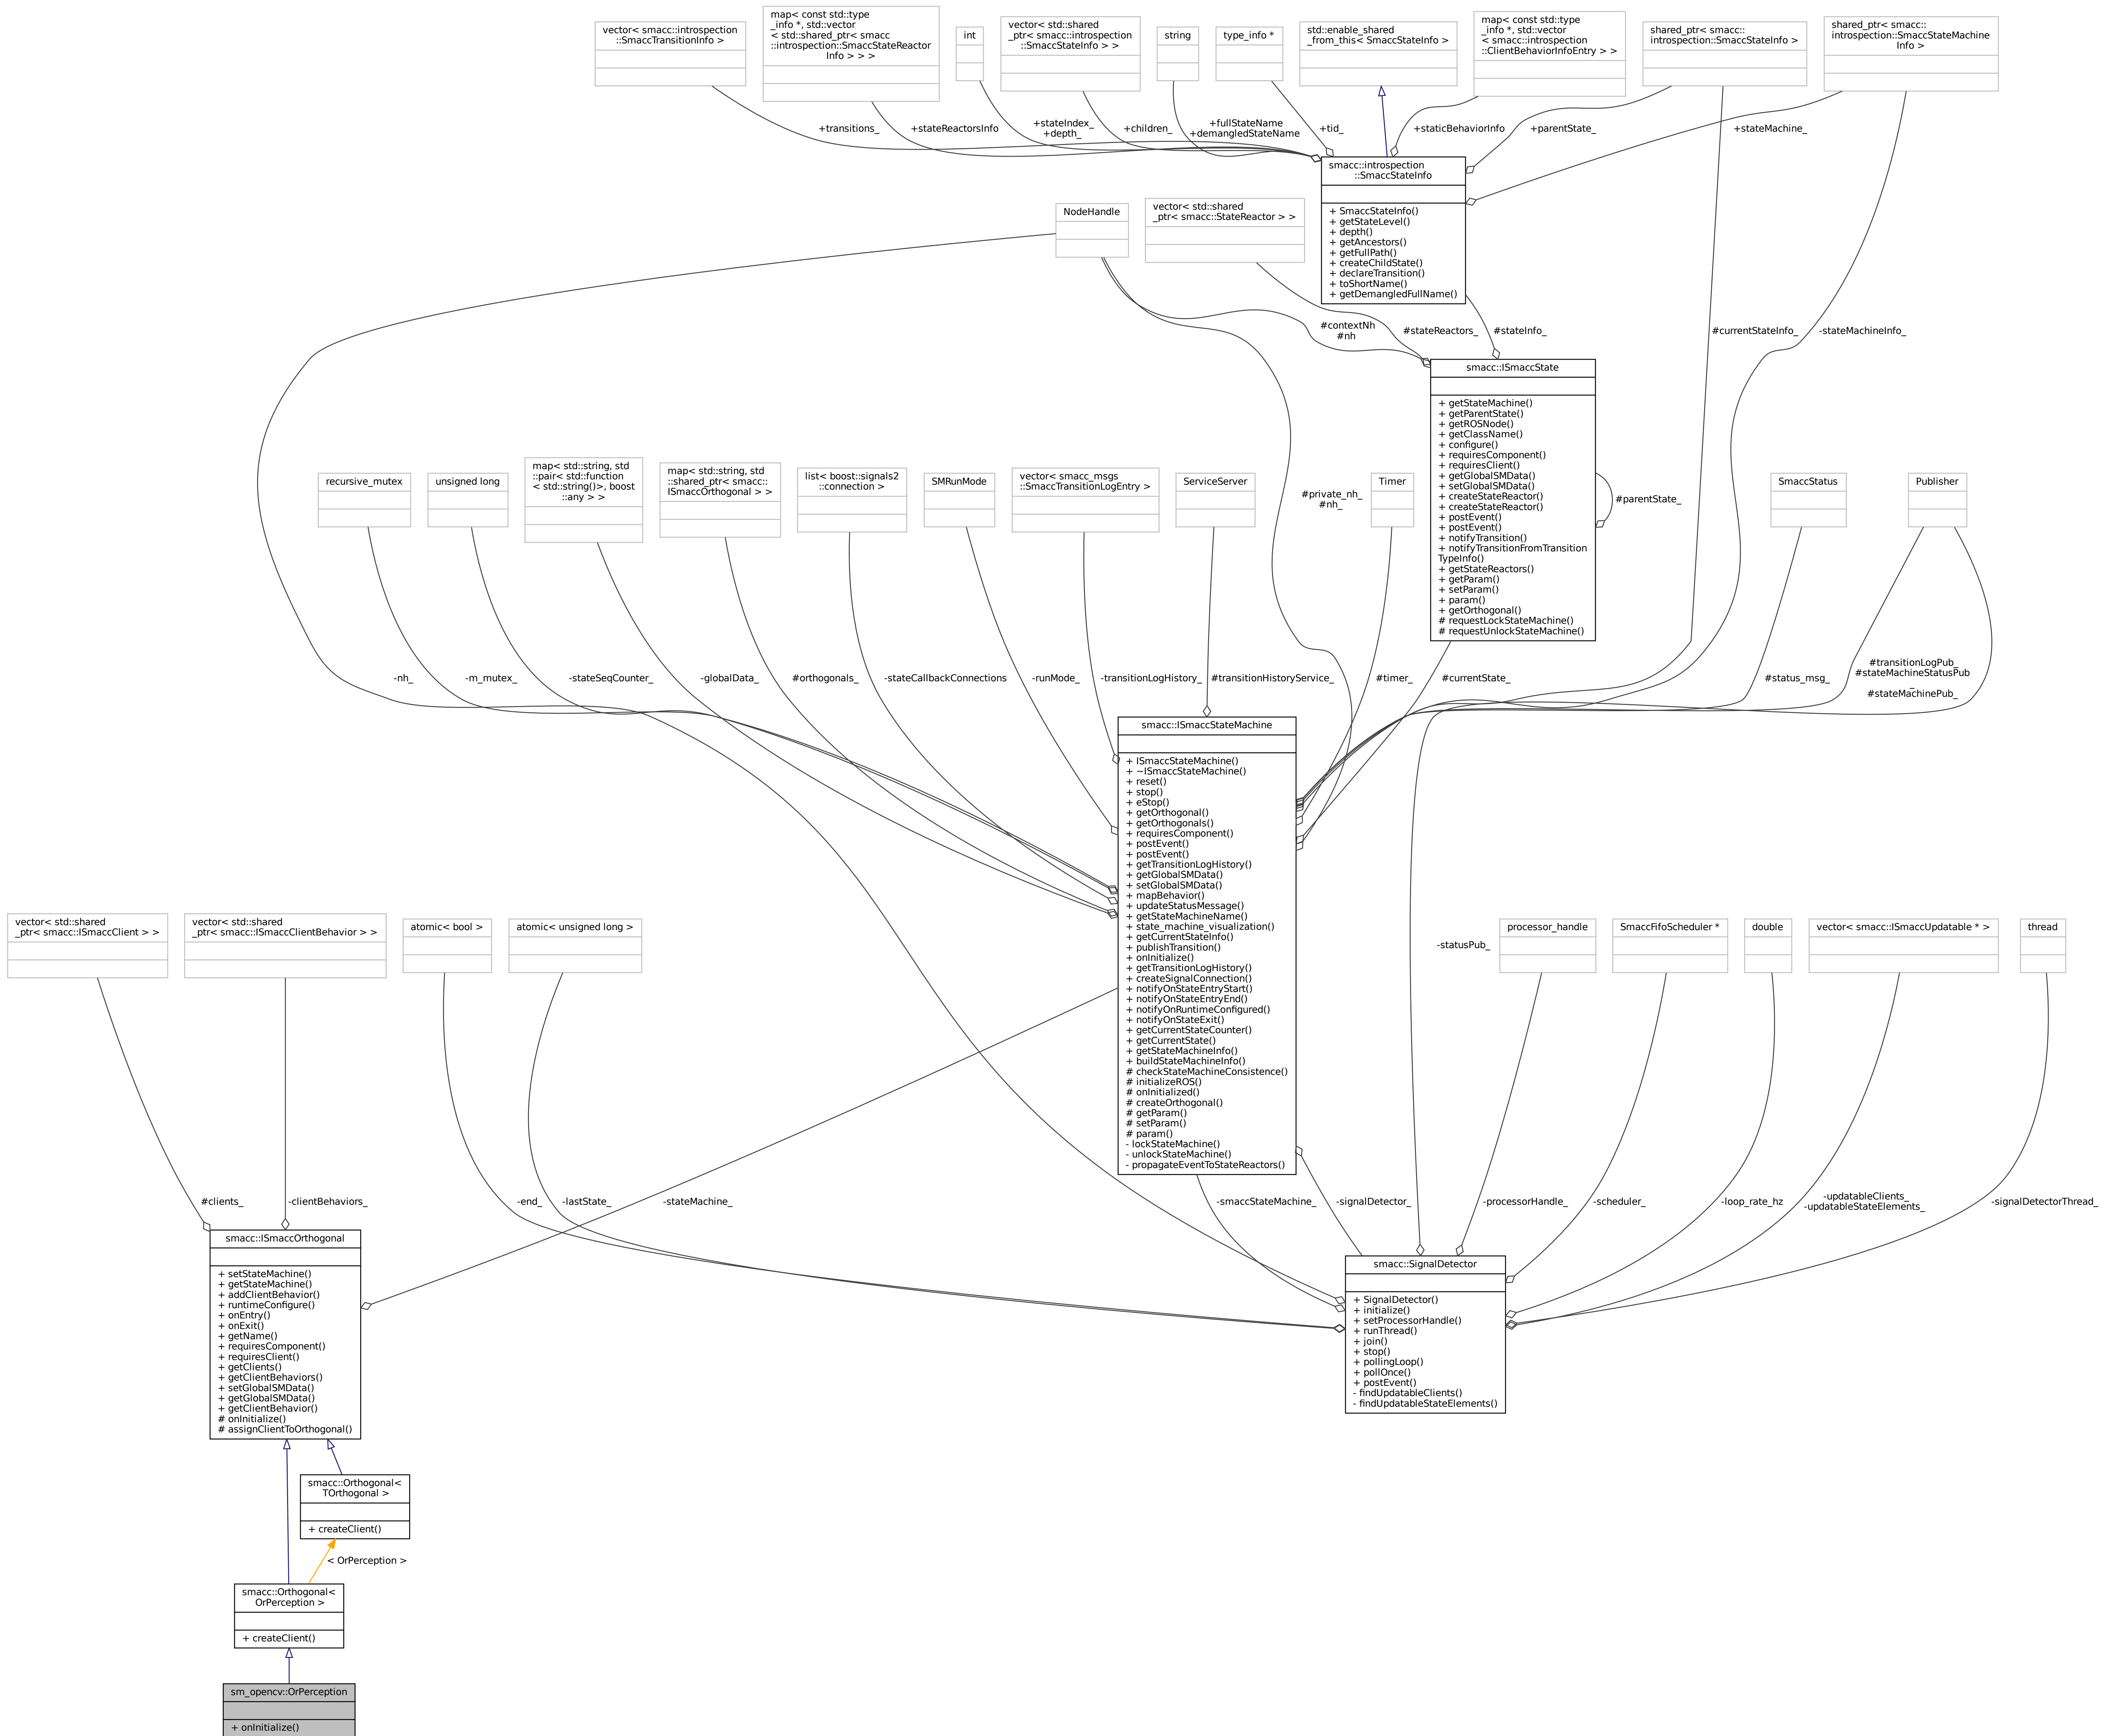 vector< smacc::introspection
::SmaccTransitionInfo >
map< const std::type
_info *, std::vector
< std::shared_ptr< smacc
::introspection::SmaccStateReactor
Info > > >
int
vector< std::shared
_ptr< smacc::introspection
::SmaccStateInfo > >
string
type_info *
std::enable_shared
_from_this< SmaccStateInfo >
map< const std::type
_info *, std::vector
< smacc::introspection
::ClientBehaviorInfoEntry > >
shared_ptr< smacc::
introspection::SmaccStateInfo >
shared_ptr< smacc::
introspection::SmaccStateMachine
Info >
+transitions_
+stateReactorsInfo
+stateIndex_
+depth_
+children_
+fullStateName
+demangledStateName
+tid_
+staticBehaviorInfo
+parentState_
+stateMachine_
smacc::introspection
::SmaccStateInfo
+ SmaccStateInfo()
+ getStateLevel()
+ depth()
+ getAncestors()
+ getFullPath()
+ createChildState()
+ declareTransition()
+ toShortName()
+ getDemangledFullName()
NodeHandle
vector< std::shared
_ptr< smacc::StateReactor > >
#contextNh
#nh
#stateReactors_
#stateInfo_
#currentStateInfo_
-stateMachineInfo_
smacc::ISmaccState
+ getStateMachine()
+ getParentState()
+ getROSNode()
+ getClassName()
+ configure()
+ requiresComponent()
+ requiresClient()
+ getGlobalSMData()
+ setGlobalSMData()
+ createStateReactor()
+ createStateReactor()
+ postEvent()
+ postEvent()
+ notifyTransition()
+ notifyTransitionFromTransition
TypeInfo()
+ getStateReactors()
+ getParam()
+ setParam()
+ param()
+ getOrthogonal()
# requestLockStateMachine()
# requestUnlockStateMachine()
#parentState_
recursive_mutex
unsigned long
map< std::string, std
::pair< std::function
< std::string()>, boost
::any > >
map< std::string, std
::shared_ptr< smacc::
ISmaccOrthogonal > >
list< boost::signals2
::connection >
SMRunMode
vector< smacc_msgs
::SmaccTransitionLogEntry >
ServiceServer
#private_nh_
#nh_
Timer
SmaccStatus
Publisher
-nh_
-m_mutex_
-stateSeqCounter_
-globalData_
#orthogonals_
-stateCallbackConnections
-runMode_
-transitionLogHistory_
#transitionHistoryService_
#timer_
#currentState_
#status_msg_
#transitionLogPub_
#stateMachineStatusPub
_
#stateMachinePub_
smacc::ISmaccStateMachine
+ ISmaccStateMachine()
+ ~ISmaccStateMachine()
+ reset()
+ stop()
+ eStop()
+ getOrthogonal()
+ getOrthogonals()
+ requiresComponent()
+ postEvent()
+ postEvent()
+ getTransitionLogHistory()
+ getGlobalSMData()
+ setGlobalSMData()
+ mapBehavior()
+ updateStatusMessage()
+ getStateMachineName()
+ state_machine_visualization()
+ getCurrentStateInfo()
+ publishTransition()
+ onInitialize()
+ getTransitionLogHistory()
+ createSignalConnection()
+ notifyOnStateEntryStart()
+ notifyOnStateEntryEnd()
+ notifyOnRuntimeConfigured()
+ notifyOnStateExit()
+ getCurrentStateCounter()
+ getCurrentState()
+ getStateMachineInfo()
+ buildStateMachineInfo()
# checkStateMachineConsistence()
# initializeROS()
# onInitialized()
# createOrthogonal()
# getParam()
# setParam()
# param()
- lockStateMachine()
- unlockStateMachine()
- propagateEventToStateReactors()
vector< std::shared
_ptr< smacc::ISmaccClient > >
vector< std::shared
_ptr< smacc::ISmaccClientBehavior > >
atomic< bool >
atomic< unsigned long >
-statusPub_
processor_handle
SmaccFifoScheduler *
double
vector< smacc::ISmaccUpdatable * >
thread
#clients_
-clientBehaviors_
-end_
-lastState_
-stateMachine_
-smaccStateMachine_
-signalDetector_
-processorHandle_
-scheduler_
-loop_rate_hz
-updatableClients_
-updatableStateElements_
-signalDetectorThread_
smacc::ISmaccOrthogonal
+ setStateMachine()
+ getStateMachine()
+ addClientBehavior()
+ runtimeConfigure()
+ onEntry()
+ onExit()
+ getName()
+ requiresComponent()
+ requiresClient()
+ getClients()
+ getClientBehaviors()
+ setGlobalSMData()
+ getGlobalSMData()
+ getClientBehavior()
# onInitialize()
# assignClientToOrthogonal()
smacc::SignalDetector
+ SignalDetector()
+ initialize()
+ setProcessorHandle()
+ runThread()
+ join()
+ stop()
+ pollingLoop()
+ pollOnce()
+ postEvent()
- findUpdatableClients()
- findUpdatableStateElements()
smacc::Orthogonal<
TOrthogonal >
+ createClient()
< OrPerception >
smacc::Orthogonal<
OrPerception >
+ createClient()
sm_opencv::OrPerception
+ onInitialize()